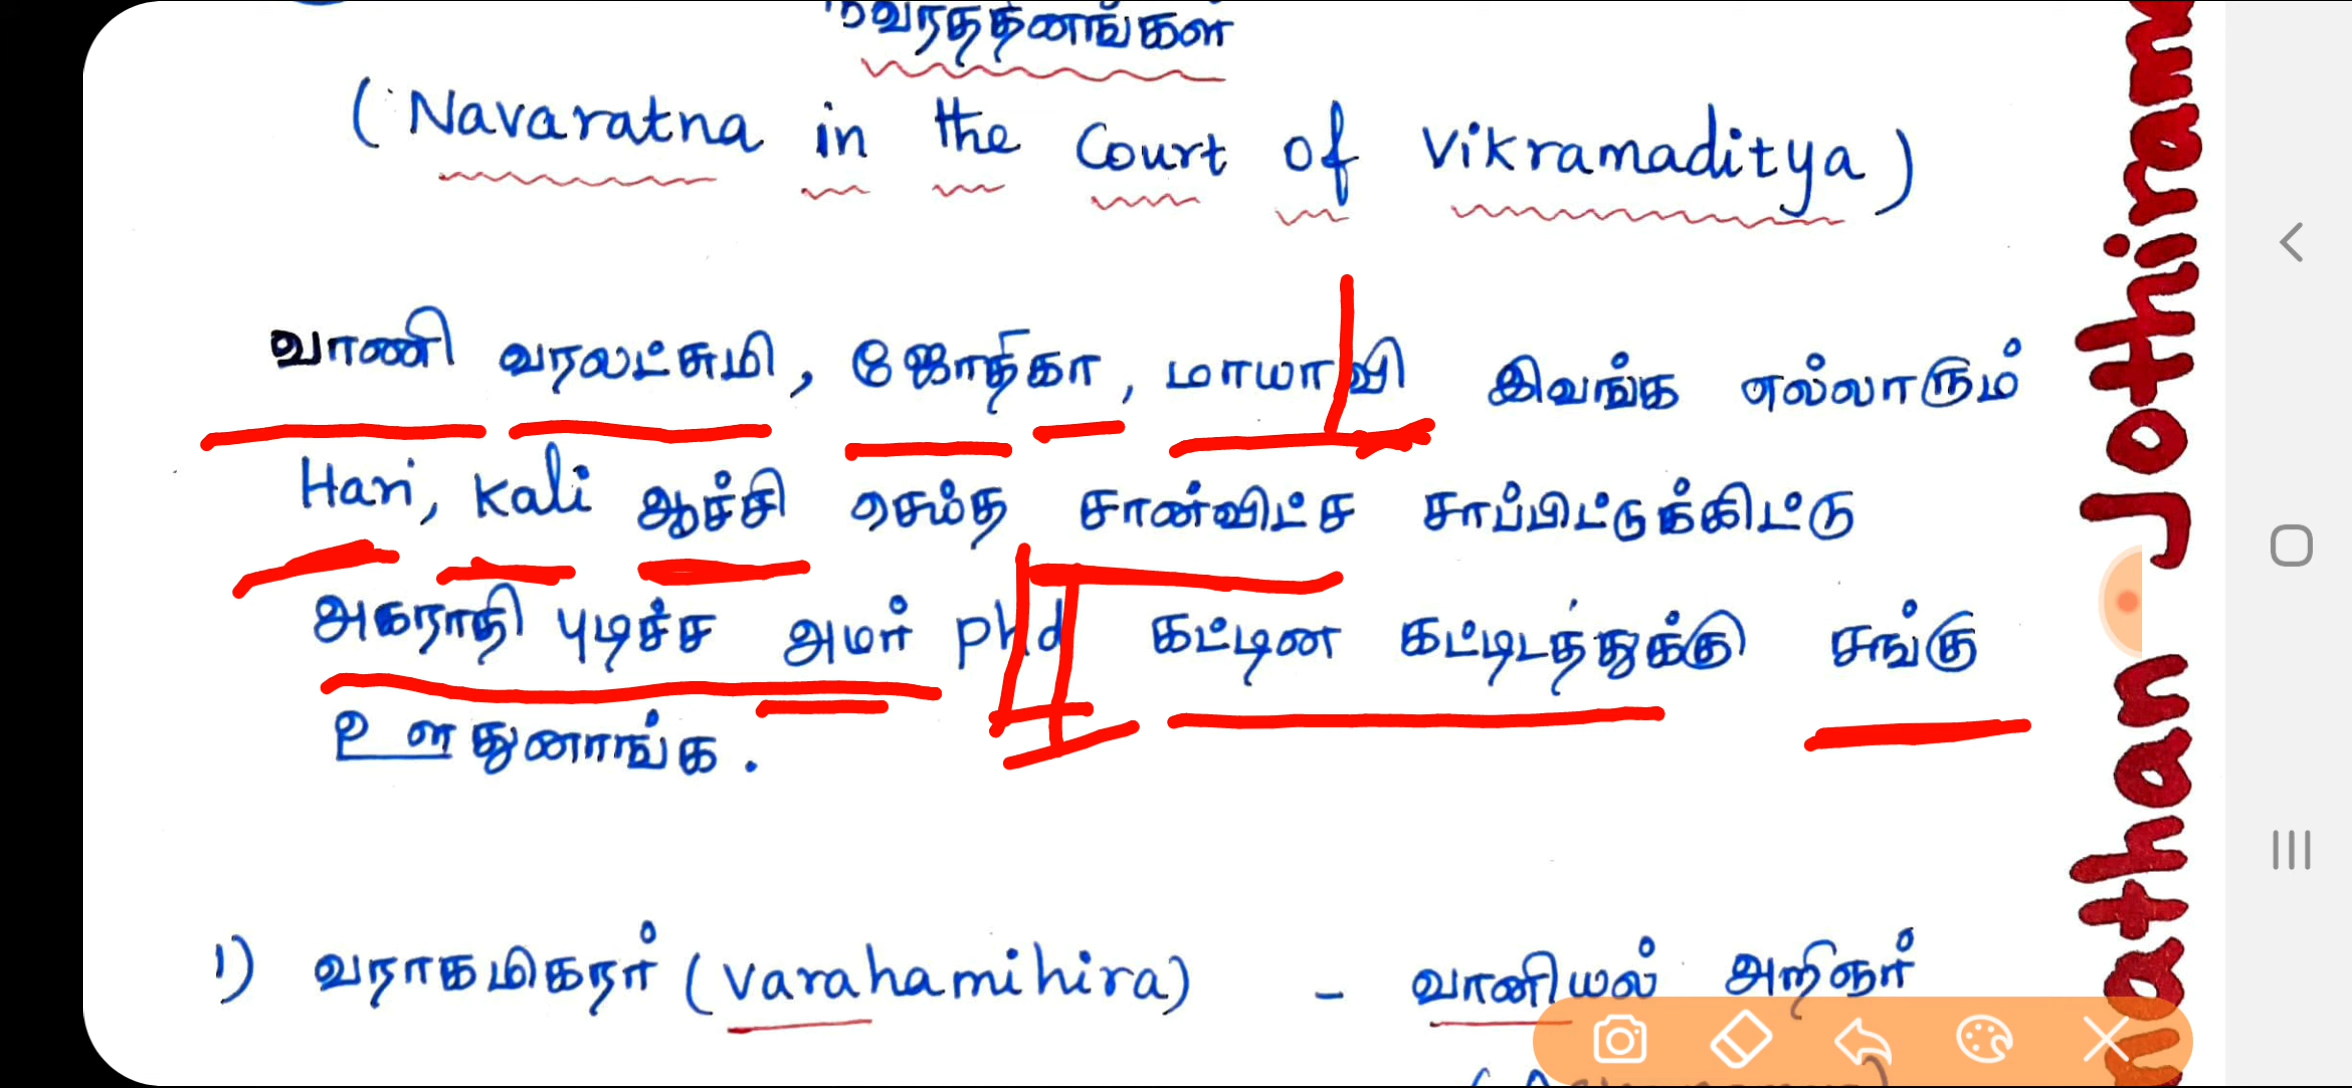 நவரத்தினங்கள்
(Navaratna in the Court of Vikramaditya)
வாணி வரலட்சுமி, ஜோதிகா, மாயாவி இவங்க எல்லாரும்
Hari, Kali ஆச்சி செய்த சாண்விட்ச சாப்பிட்டுக்கிட்டு
அகராதி புடிச்ச அமர் phd கட்டின கட்டிடத்துக்கு சங்கு
உளதுனாங்க.
1) வராகமிகரர் (Varahamihira) - வானியல் அறிஞர்
Jothiram